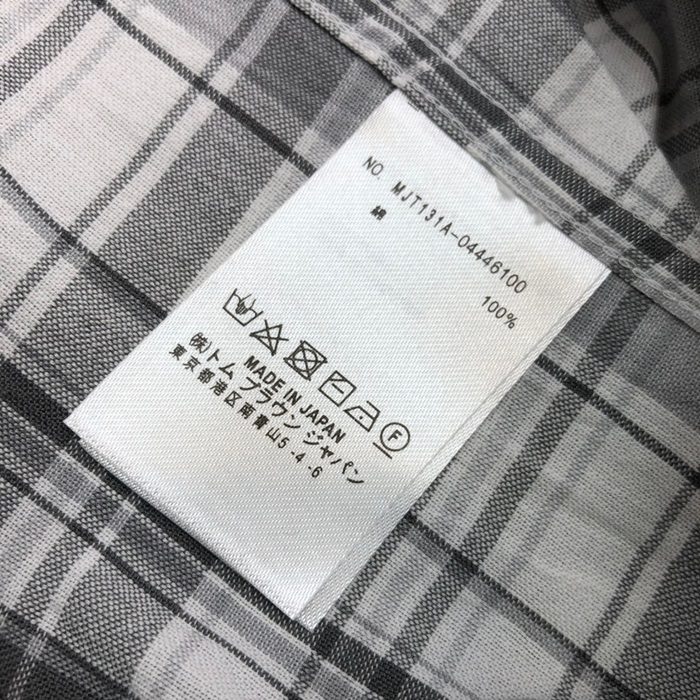 NO. MJT131A-04446100
綿 100%
MADE IN JAPAN
(株)トム ブラウン ジャパン
東京都港区南青山5-4-6
F